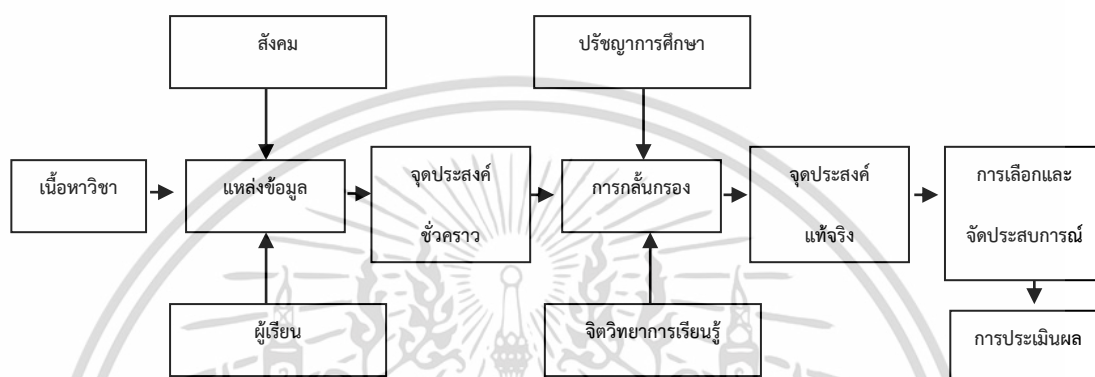 สังคม
ปรัชญาการศึกษา
เนื้อหาวิชา
แหล่งข้อมูล
จุดประสงค์
ชั่วคราว
การกลั้นกรอง
จุดประสงค์
แท้จริง
การเลือกและ
จัดประสบการณ์
ผู้เรียน
จิตวิทยาการเรียนรู้
การประเมินผล